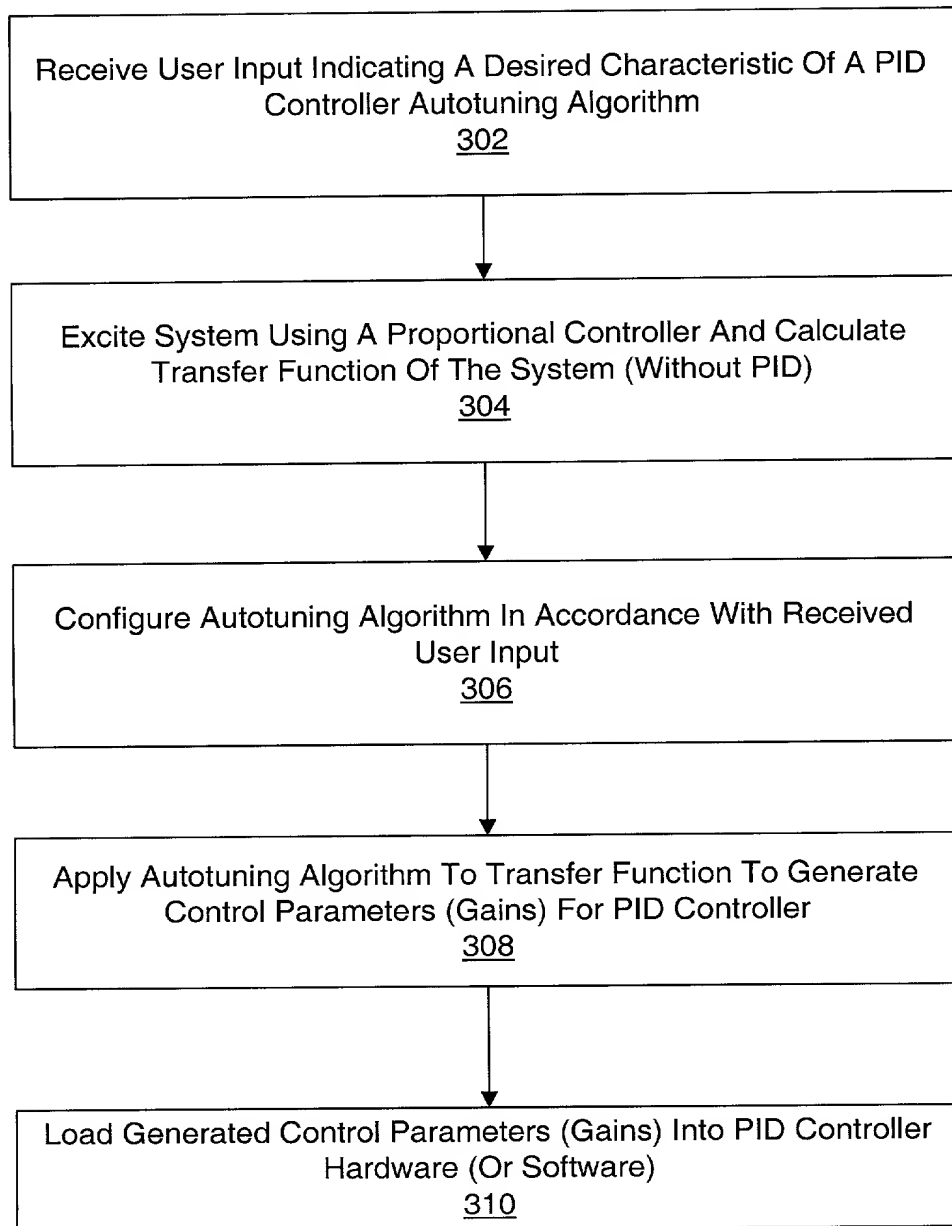 Receive User Input Indicating A Desired Characteristic Of A PID
Controller Autotuning Algorithm
302
Excite System Using A Proportional Controller And Calculate
Transfer Function Of The System (Without PID)
304
Configure Autotuning Algorithm In Accordance With Received
User Input
306
Apply Autotuning Algorithm To Transfer Function To Generate
Control Parameters (Gains) For PID Controller
308
Load Generated Control Parameters (Gains) Into PID Controller
Hardware (Or Software)
310